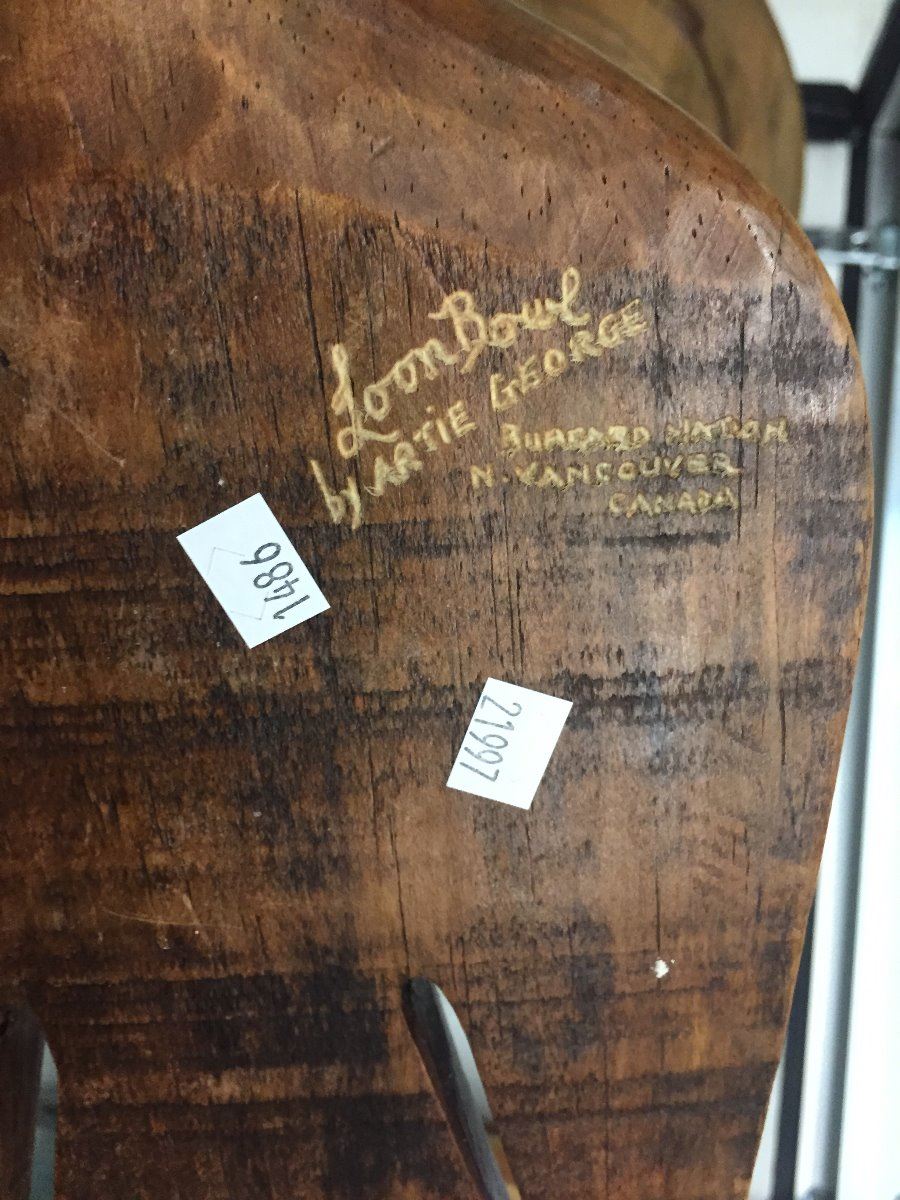 Loon Bowl
by ARTIE GEORGE
BURRARD NATION
N. VANCOUVER
CANADA
1486
21997